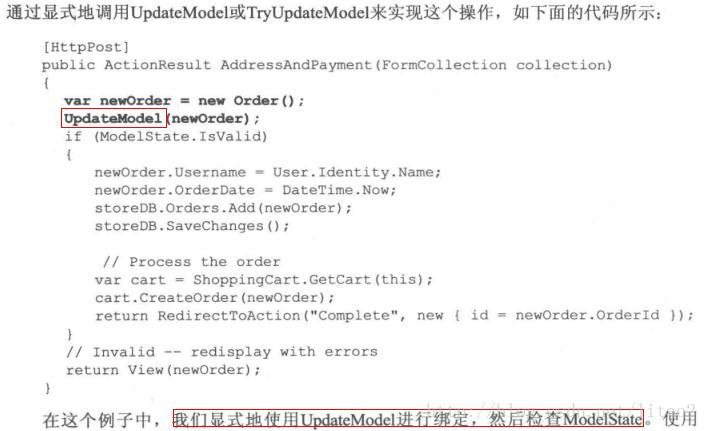 通过显式地调用UpdateModel或TryUpdateModel来实现这个操作，如下面的代码所示：
[HttpPost]
public ActionResult AddressAndPayment(FormCollection collection)
{
var newOrder = new Order();
UpdateModel(newOrder);
if (ModelState.IsValid)
{
newOrder.Username = User.Identity.Name;
newOrder.OrderDate = DateTime.Now;
storeDB.Orders.Add(newOrder);
storeDB.SaveChanges();
// Process the order
var cart = ShoppingCart.GetCart(this);
cart.CreateOrder(newOrder);
return RedirectToAction("Complete", new { id = newOrder.OrderId });
}
// Invalid -- redisplay with errors
return View(newOrder);
}
在这个例子中，我们显式地使用UpdateModel进行绑定，然后检查ModelState。使用